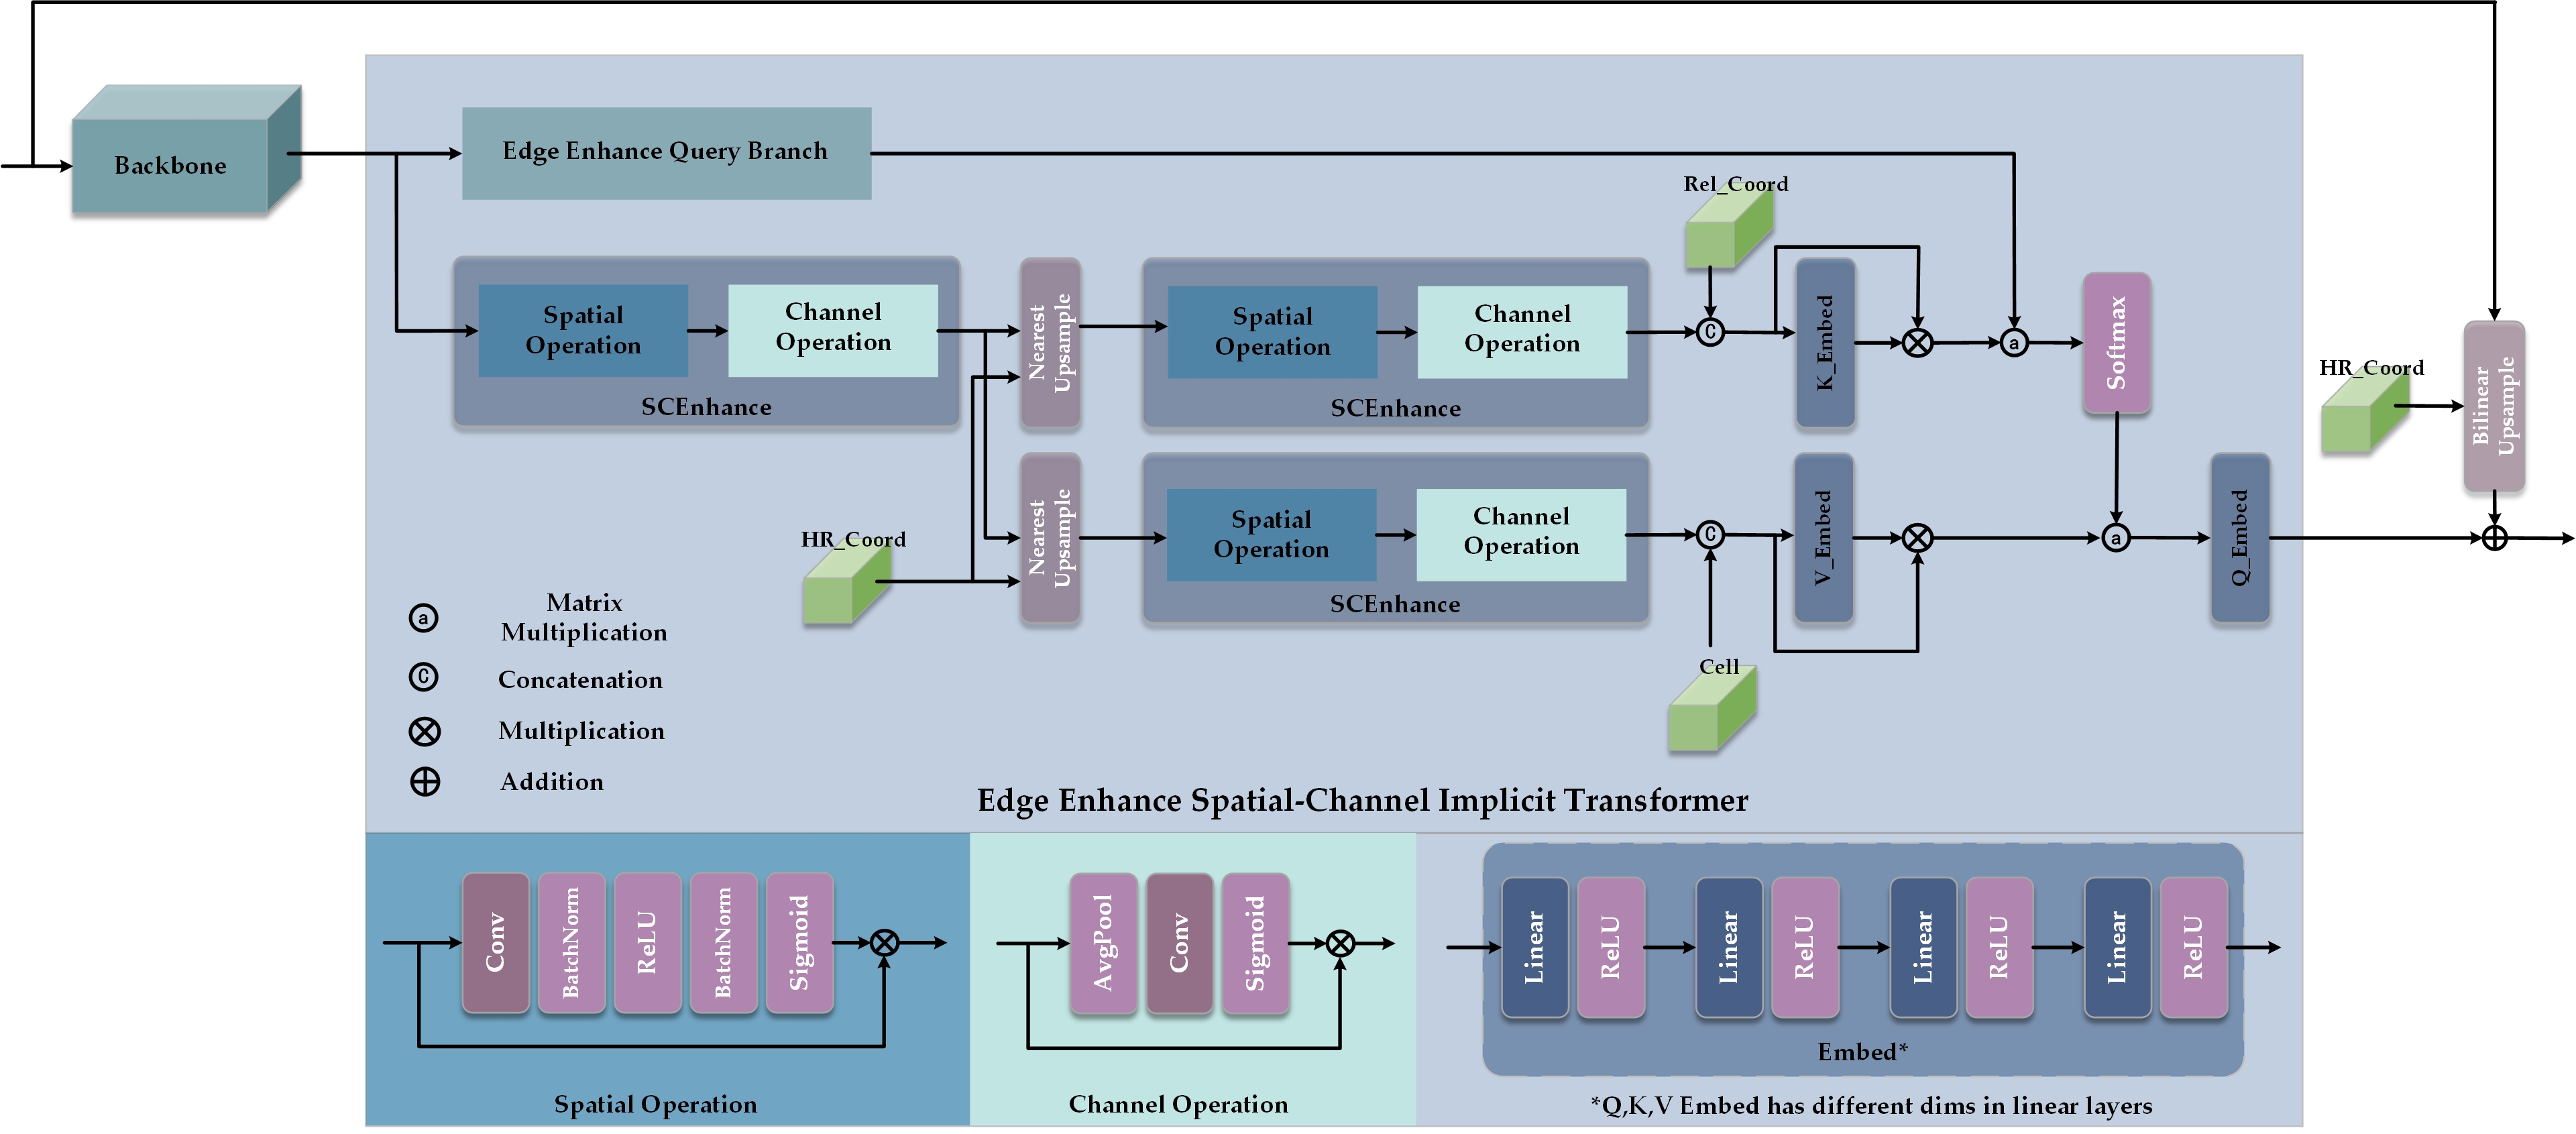 Backbone
Edge Enhance Query Branch
Rel_Coord
Spatial
Operation
Channel
Operation
SCEnhance
Nearest
Upsample
Spatial
Operation
Channel
Operation
SCEnhance
C
K_Embed
a
Softmax
HR_Coord
Bilinear
Upsample
HR_Coord
Nearest
Upsample
Spatial
Operation
Channel
Operation
SCEnhance
C
V_Embed
a
Q_Embed
Cell
a
Matrix
Multiplication
C
Concatenation
Multiplication
Addition
Edge Enhance Spatial-Channel Implicit Transformer
Conv
BatchNorm
ReLU
BatchNorm
Sigmoid
Spatial Operation
AvgPool
Conv
Sigmoid
Channel Operation
Linear
ReLU
Linear
ReLU
Linear
ReLU
Linear
ReLU
Embed*
*Q,K,V Embed has different dims in linear layers